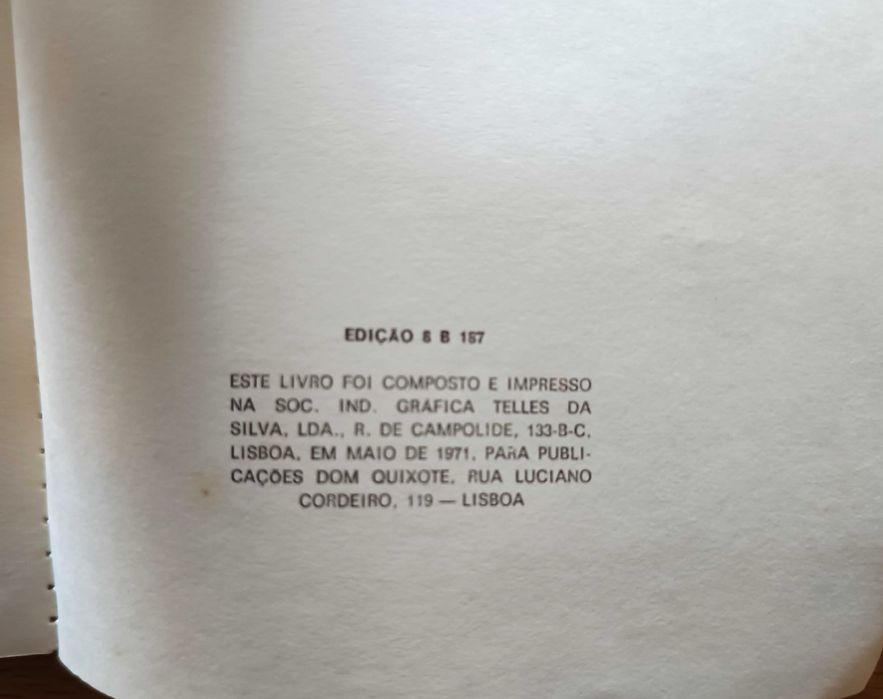 EDIÇÃO 8 B 157
ESTE LIVRO FOI COMPOSTO E IMPRESSO
NA SOC. IND. GRÁFICA TELLES DA
SILVA, LDA., R. DE CAMPOLIDE, 133-B-C,
LISBOA, EM MAIO DE 1971, PARA PUBLI-
CAÇÕES DOM QUIXOTE, RUA LUCIANO
CORDEIRO, 119 — LISBOA